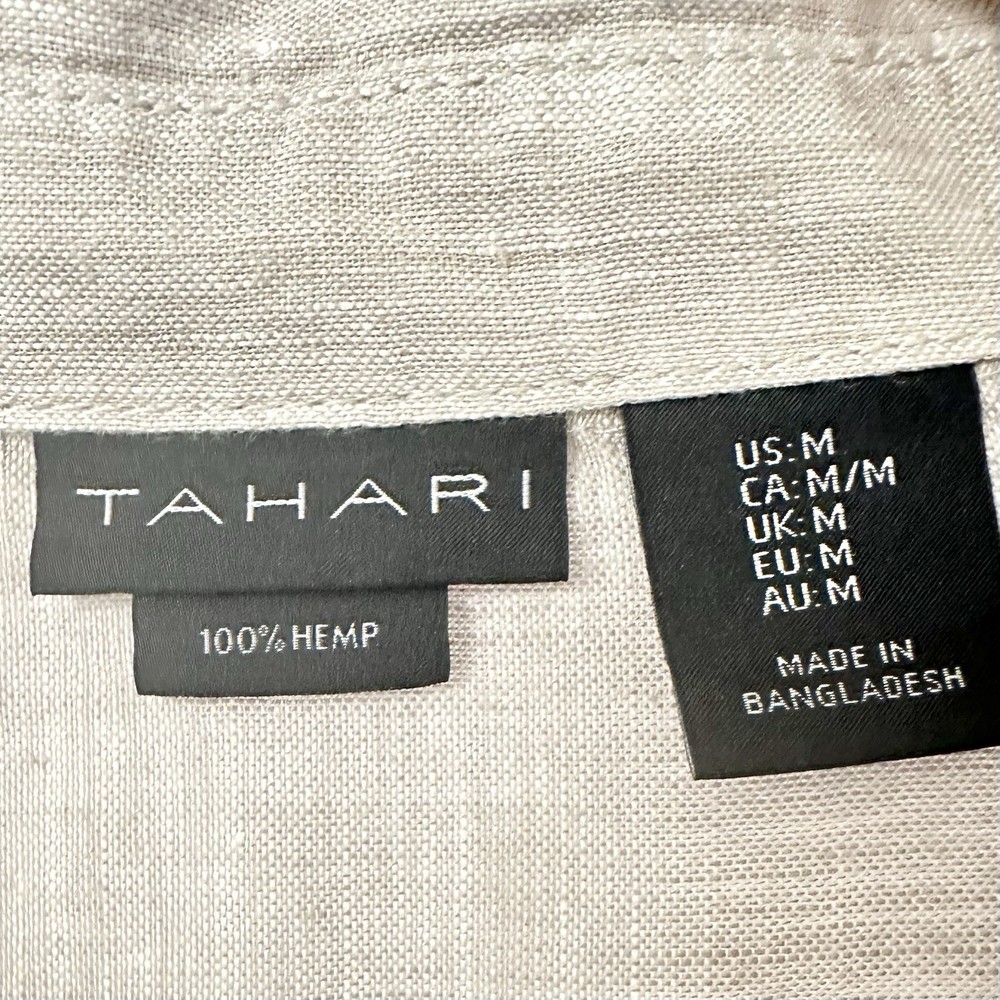 TAHARI
100% HEMP
US: M
CA: M/M
UK: M
EU: M
AU: M
MADE IN
BANGLADESH